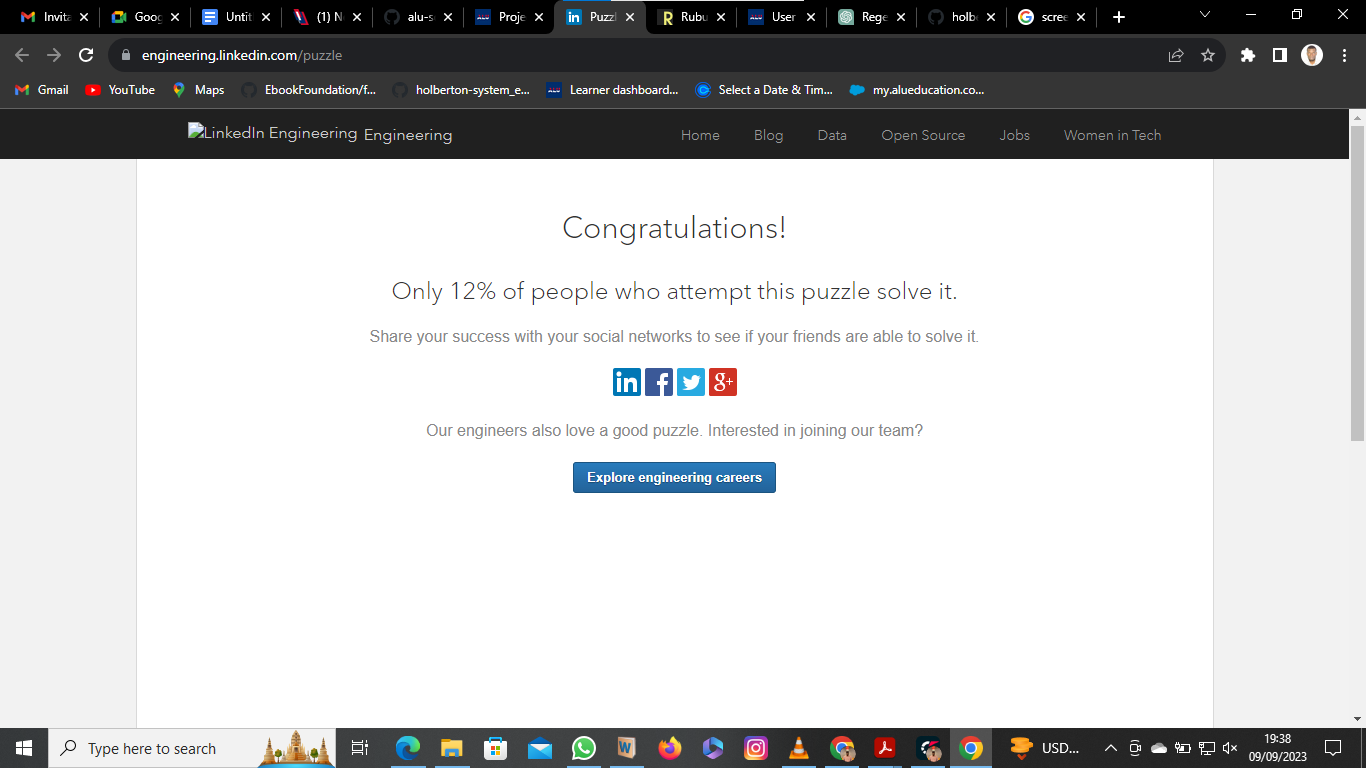 Invita
Goog
Untit
(1) N
alu-s
Proje
Puzzl
Rubu
User
Rege
holb
scree
engineering.linkedin.com/puzzle
Gmail
YouTube
Maps
EbookFoundation/f...
holberton-system_e...
Learner dashboard...
Select a Date & Tim...
my.alueducation.co...
LinkedIn Engineering Engineering
Home
Blog
Data
Open Source
Jobs
Women in Tech
Congratulations!
Only 12% of people who attempt this puzzle solve it.
Share your success with your social networks to see if your friends are able to solve it.
Our engineers also love a good puzzle. Interested in joining our team?
Explore engineering careers
Type here to search
USD...
19:38
09/09/2023